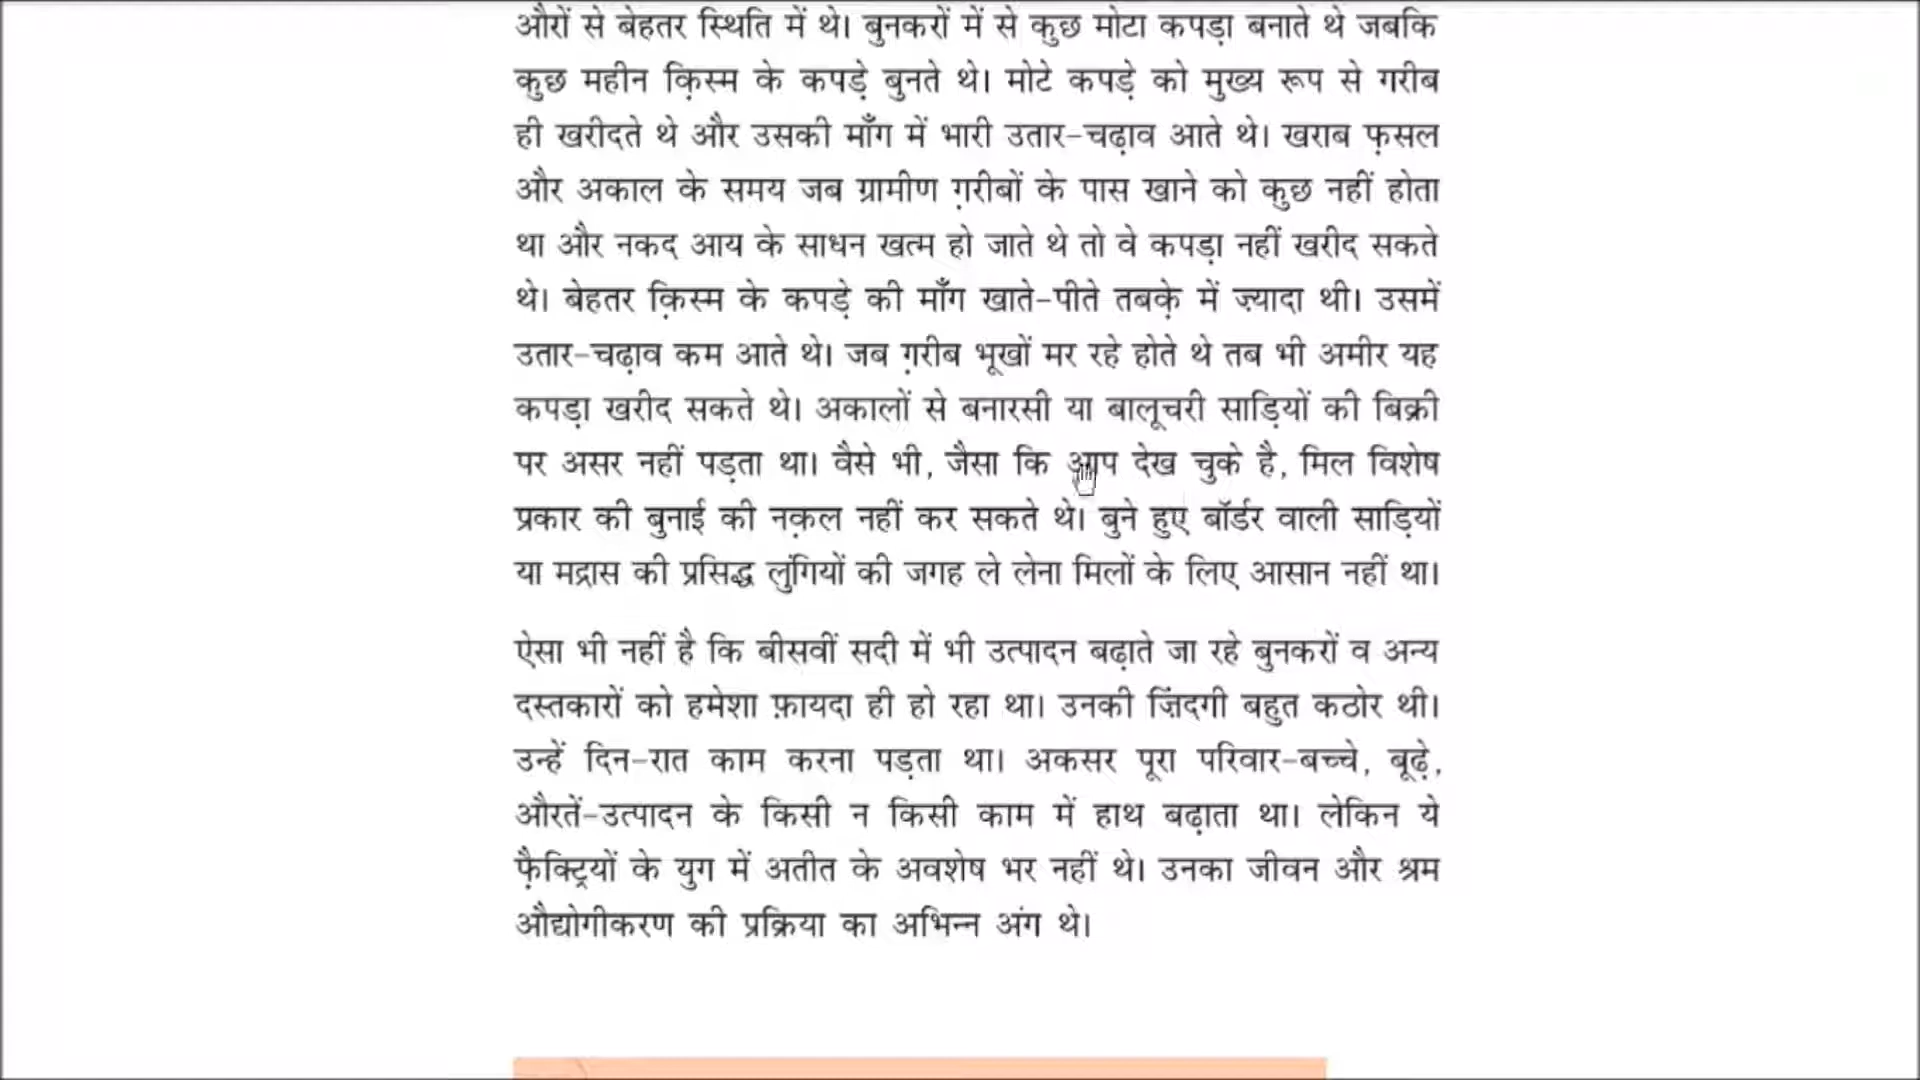 औरों से बेहतर स्थिति में थे। बुनकरों में से कुछ मोटा कपड़ा बनाते थे जबकि
कुछ महीन क़िस्म के कपड़े बुनते थे। मोटे कपड़े को मुख्य रूप से गरीब
ही खरीदते थे और उसकी माँग में भारी उतार-चढ़ाव आते थे। खराब फ़सल
और अकाल के समय जब ग्रामीण ग़रीबों के पास खाने को कुछ नहीं होता
था और नकद आय के साधन खत्म हो जाते थे तो वे कपड़ा नहीं खरीद सकते
थे। बेहतर क़िस्म के कपड़े की माँग खाते-पीते तबक़े में ज़्यादा थी। उसमें
उतार-चढ़ाव कम आते थे। जब ग़रीब भूखों मर रहे होते थे तब भी अमीर यह
कपड़ा खरीद सकते थे। अकालों से बनारसी या बालूचरी साड़ियों की बिक्री
पर असर नहीं पड़ता था। वैसे भी, जैसा कि आप देख चुके है, मिल विशेष
प्रकार की बुनाई की नक़ल नहीं कर सकते थे। बुने हुए बॉर्डर वाली साड़ियों
या मद्रास की प्रसिद्ध लुंगियों की जगह ले लेना मिलों के लिए आसान नहीं था।
ऐसा भी नहीं है कि बीसवीं सदी में भी उत्पादन बढ़ाते जा रहे बुनकरों व अन्य
दस्तकारों को हमेशा फ़ायदा ही हो रहा था। उनकी ज़िंदगी बहुत कठोर थी।
उन्हें दिन-रात काम करना पड़ता था। अकसर पूरा परिवार-बच्चे, बूढ़े,
औरतें-उत्पादन के किसी न किसी काम में हाथ बढ़ाता था। लेकिन ये
फ़ैक्ट्रियों के युग में अतीत के अवशेष भर नहीं थे। उनका जीवन और श्रम
औद्योगीकरण की प्रक्रिया का अभिन्न अंग थे।